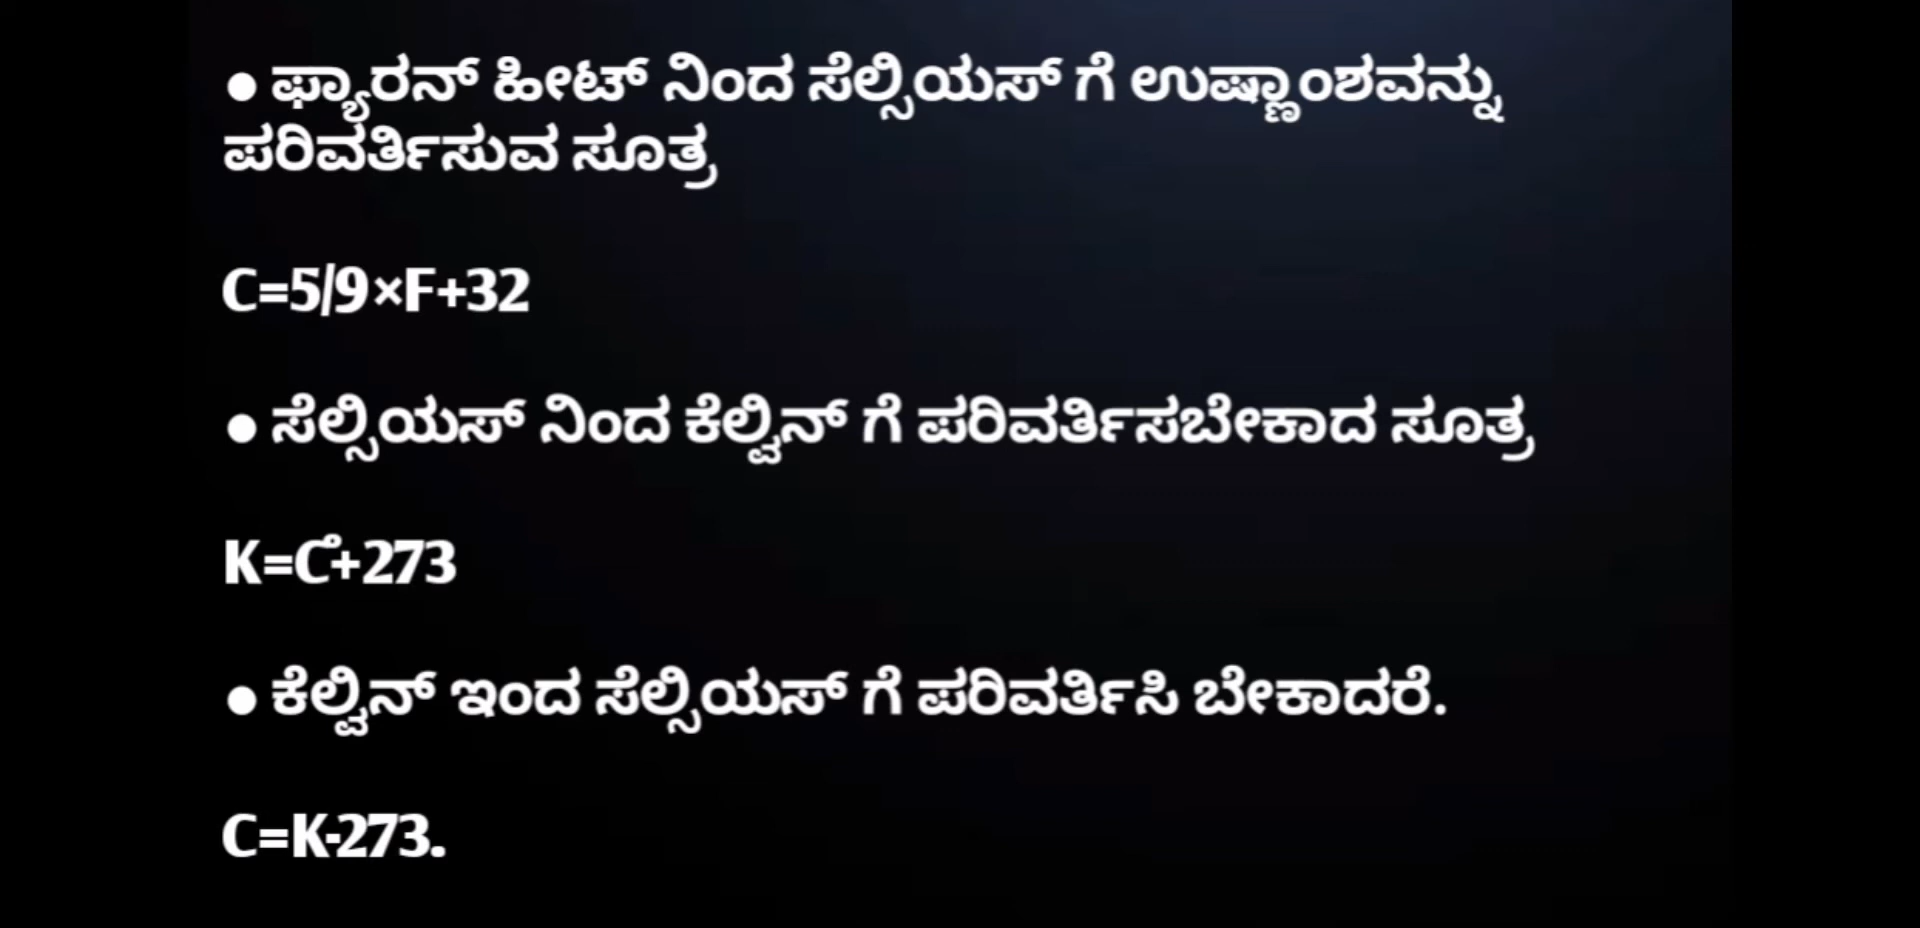 ● ಫ್ಯಾರನ್ ಹೀಟ್ ನಿಂದ ಸೆಲ್ಸಿಯಸ್ ಗೆ ಉಷ್ಣಾಂಶವನ್ನು
ಪರಿವರ್ತಿಸುವ ಸೂತ್ರ
C=5/9×F+32
● ಸೆಲ್ಸಿಯಸ್ ನಿಂದ ಕೆಲ್ವಿನ್ ಗೆ ಪರಿವರ್ತಿಸಬೇಕಾದ ಸೂತ್ರ
K=C°+273
● ಕೆಲ್ವಿನ್ ಇಂದ ಸೆಲ್ಸಿಯಸ್ ಗೆ ಪರಿವರ್ತಿಸಿ ಬೇಕಾದರೆ.
C=K-273.